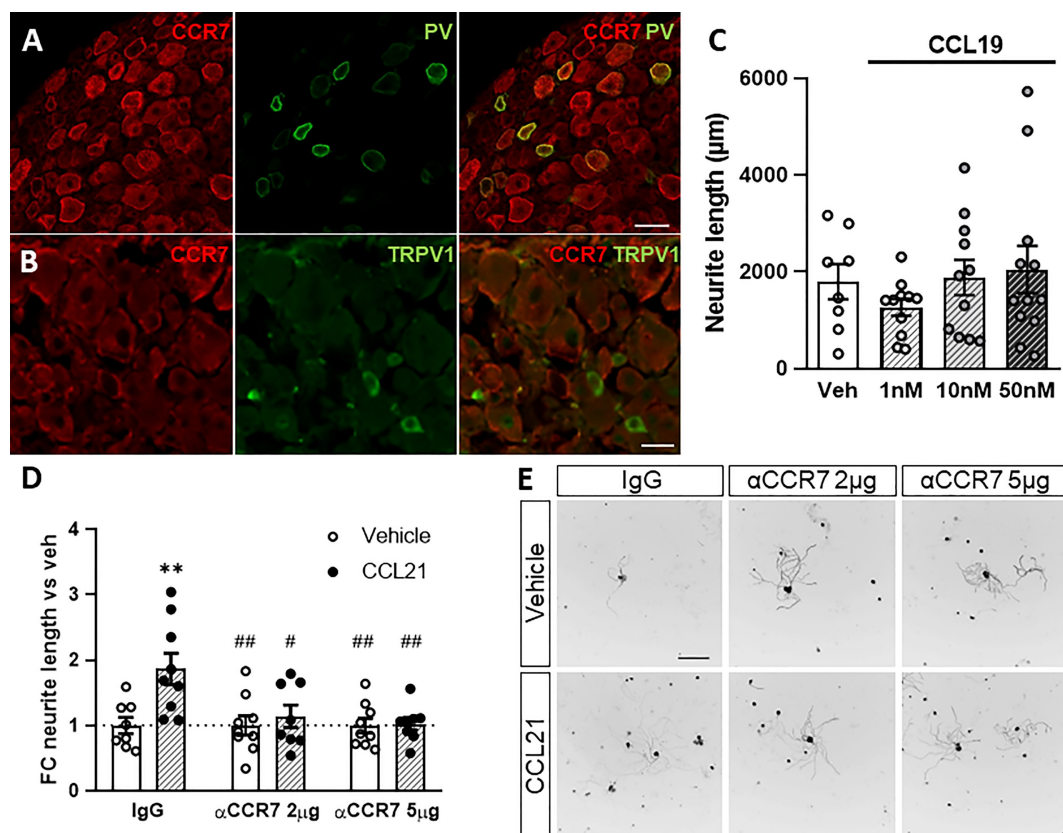 A
CCR7
PV
CCR7 PV
B
CCR7
TRPV1
CCR7 TRPV1
C
CCL19
Neurite length (µm)
6000
4000
2000
0
Veh 1nM 10nM 50nM
D
FC neurite length vs veh
4
3
2
1
0
Vehicle
CCL21
**
## # ## ##
IgG αCCR7 2µg αCCR7 5µg
E
IgG αCCR7 2µg αCCR7 5µg
Vehicle
CCL21